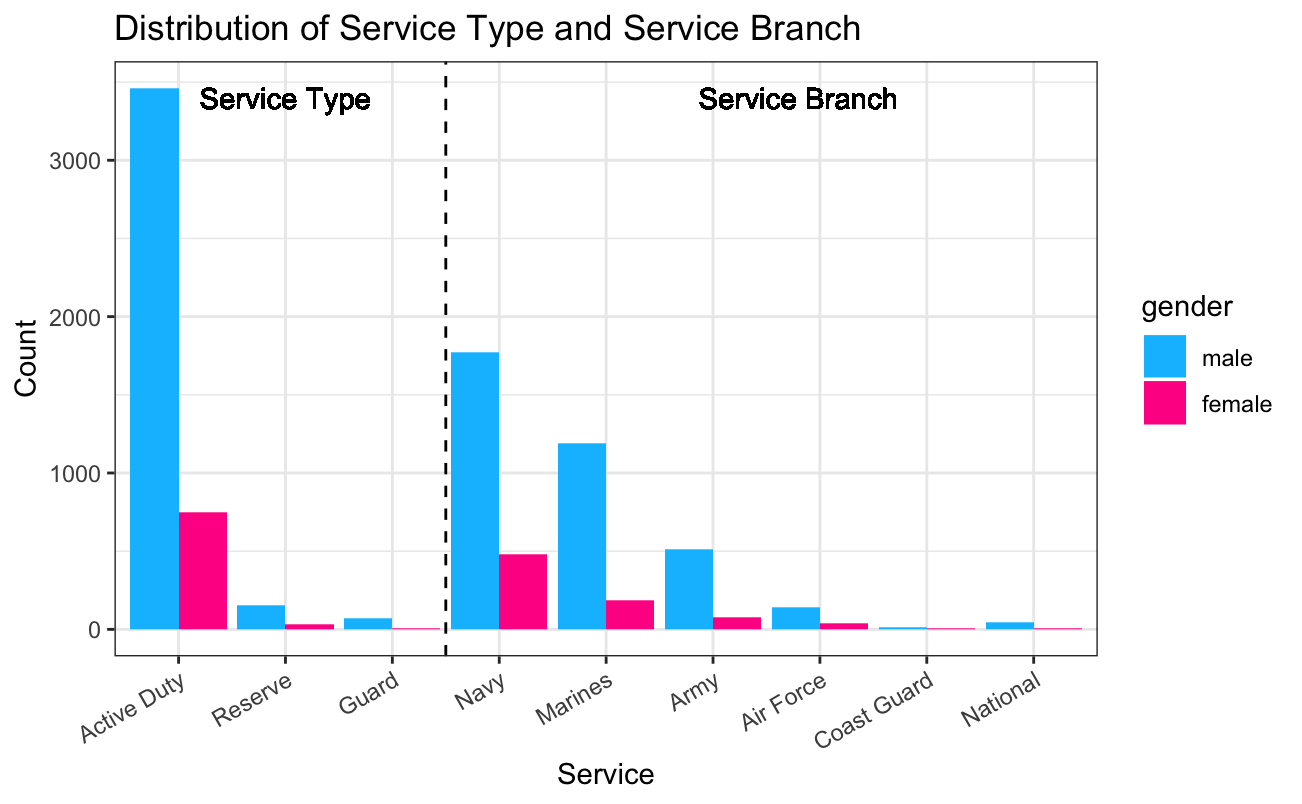 Distribution of Service Type and Service Branch
Service Type
Service Branch
3000
2000
1000
0
Count
Active Duty
Reserve
Guard
Navy
Marines
Army
Air Force
Coast Guard
National
Service
gender
male
female